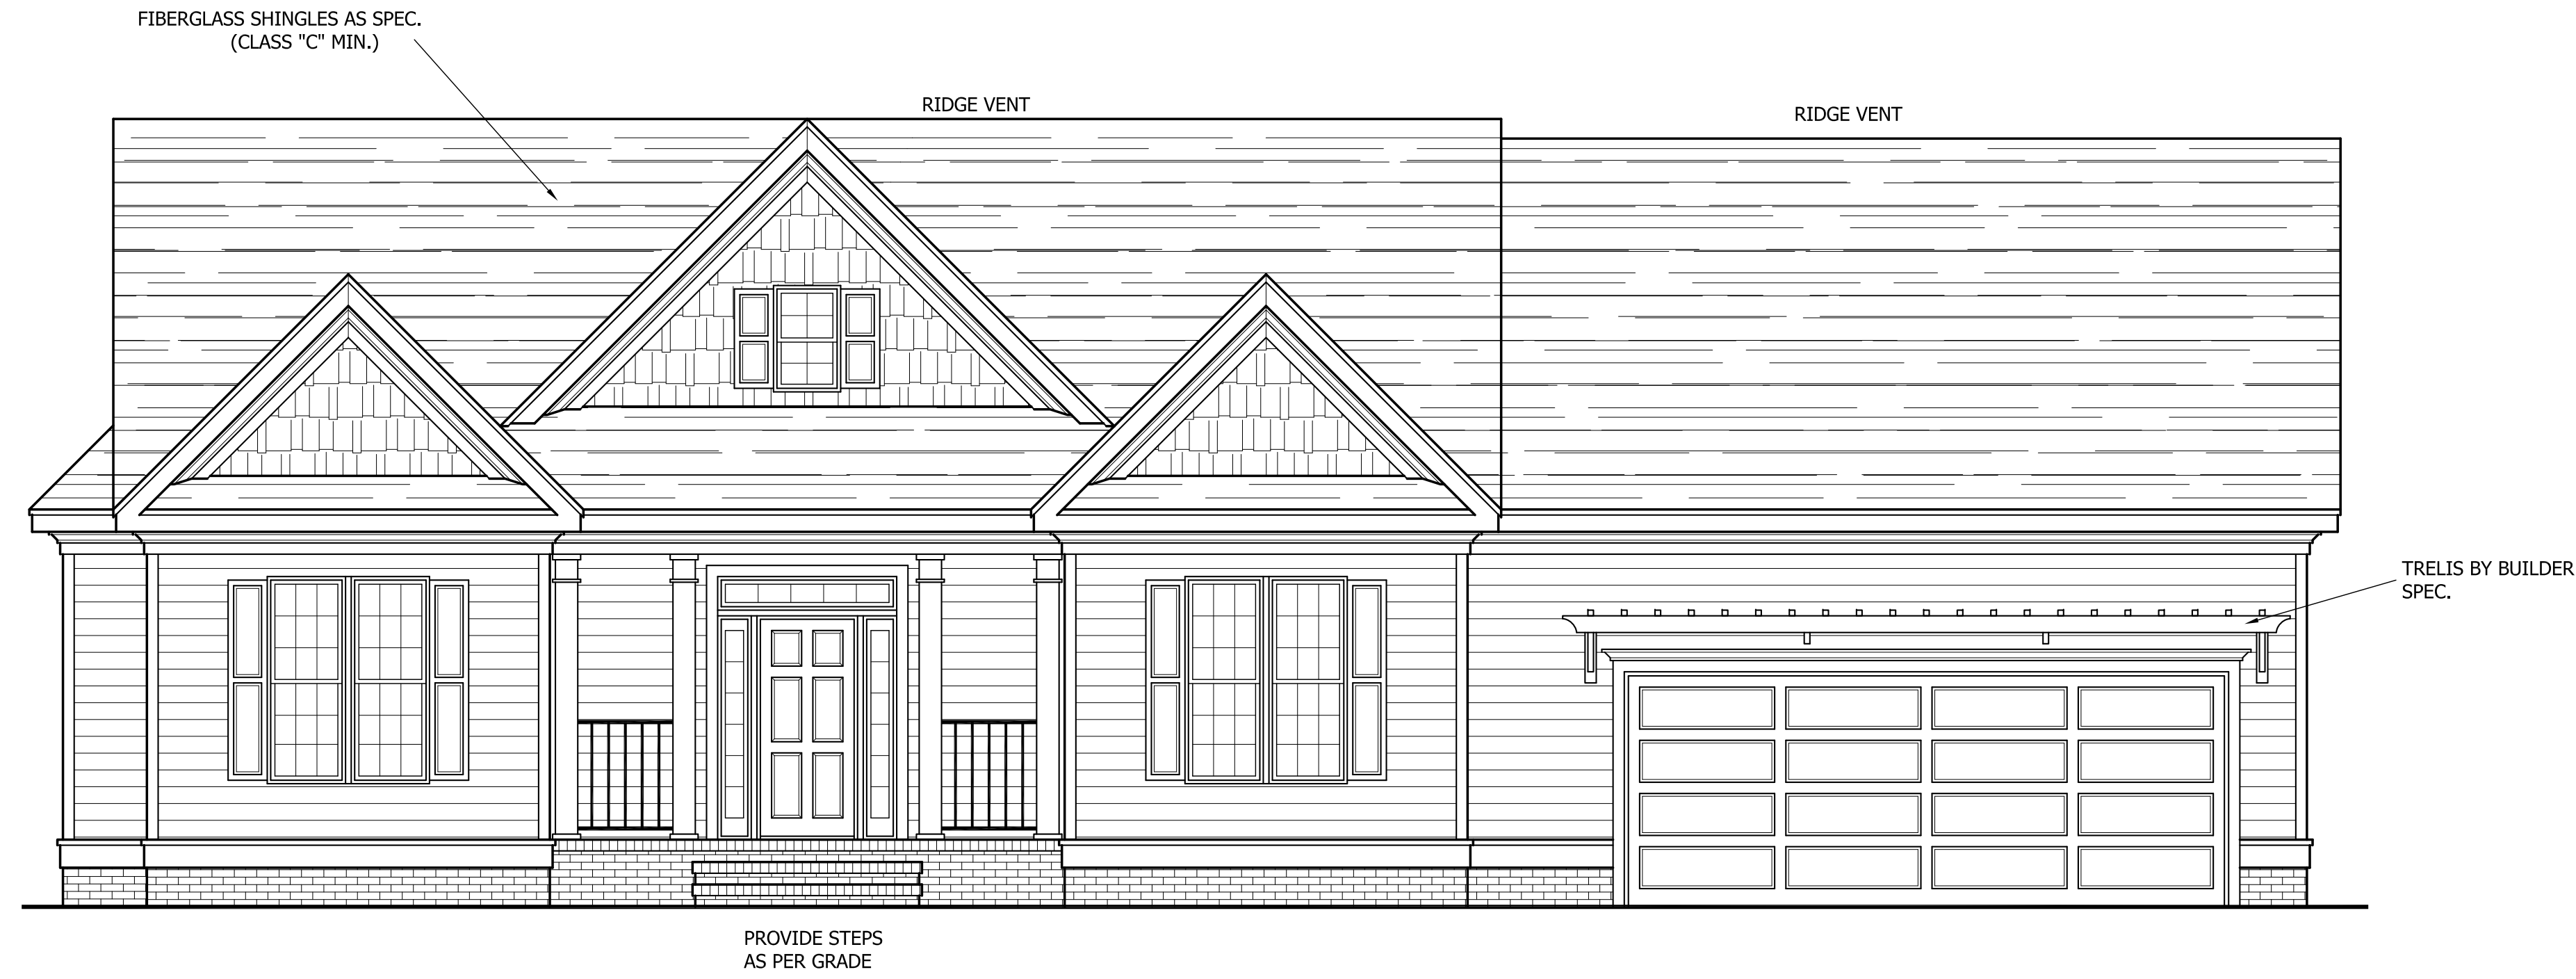 FIBERGLASS SHINGLES AS SPEC.
(CLASS "C" MIN.)
RIDGE VENT
RIDGE VENT
TRELIS BY BUILDER
SPEC.
PROVIDE STEPS
AS PER GRADE